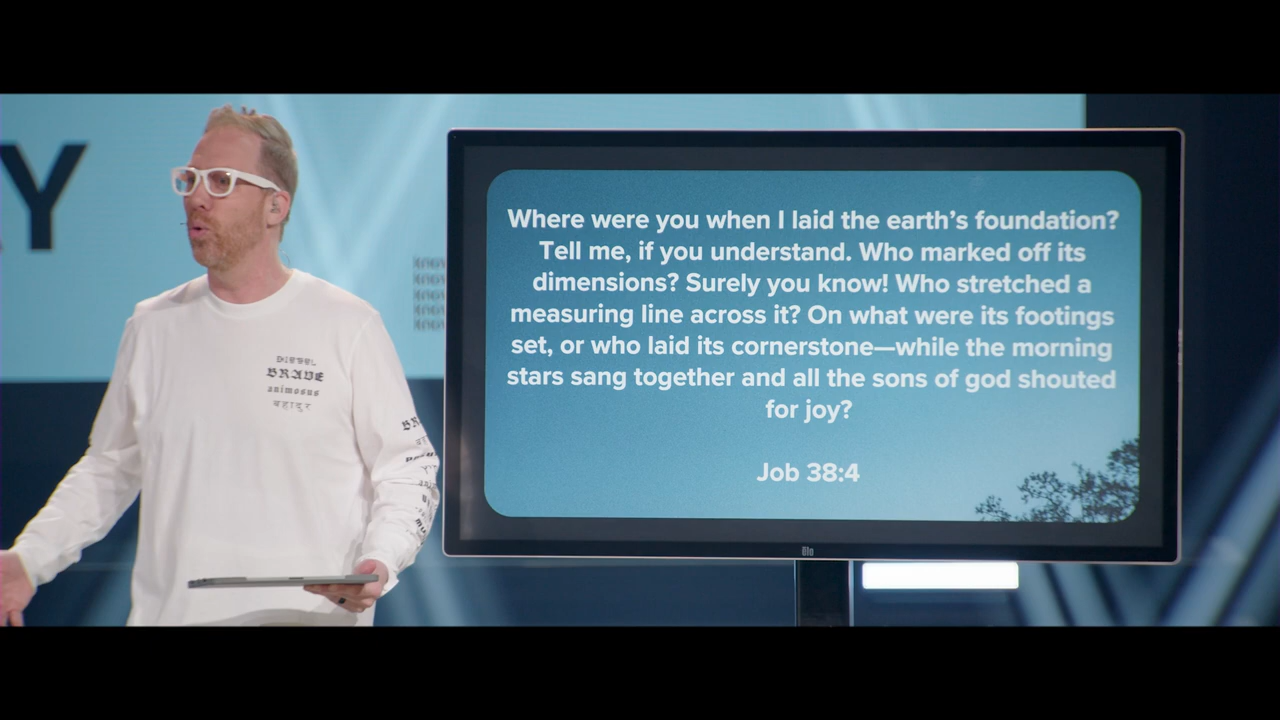 Y
Where were you when I laid the earth’s foundation?
Tell me, if you understand. Who marked off its
dimensions? Surely you know! Who stretched a
measuring line across it? On what were its footings
set, or who laid its cornerstone—while the morning
stars sang together and all the sons of god shouted
for joy?
Job 38:4
elo
BRAVE
animosus
बहादुर